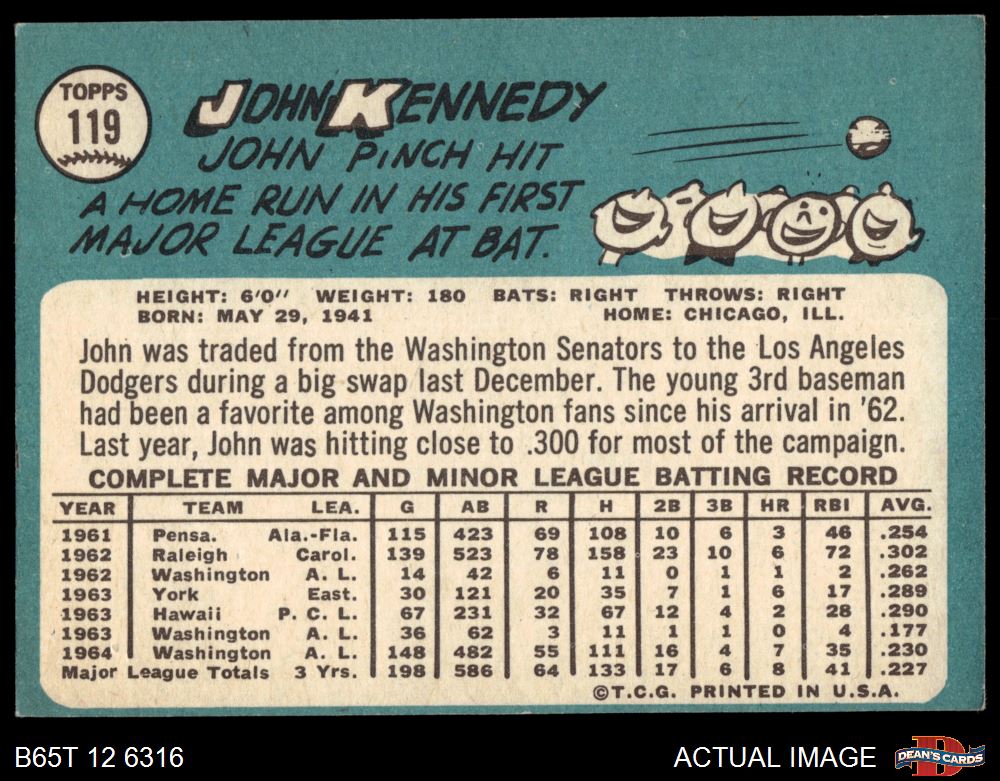 TOPPS
119
JOHN KENNEDY
JOHN PINCH HIT
A HOME RUN IN HIS FIRST
MAJOR LEAGUE AT BAT.
HEIGHT: 6'0" WEIGHT: 180 BATS: RIGHT THROWS: RIGHT
BORN: MAY 29, 1941 HOME: CHICAGO, ILL.
John was traded from the Washington Senators to the Los Angeles
Dodgers during a big swap last December. The young 3rd baseman
had been a favorite among Washington fans since his arrival in '62.
Last year, John was hitting close to .300 for most of the campaign.
COMPLETE MAJOR AND MINOR LEAGUE BATTING RECORD
YEAR TEAM LEA. G AB R H 2B 3B HR RBI AVG.
1961 Pensa. Ala.-Fla. 115 423 69 108 10 6 3 46 .254
1962 Raleigh Carol. 139 523 78 158 23 10 6 72 .302
1962 Washington A. L. 14 42 6 11 0 1 1 2 .262
1963 York East. 30 121 20 35 7 1 6 17 .289
1963 Hawaii P. C. L. 67 231 32 67 12 4 2 28 .290
1963 Washington A. L. 36 62 3 11 1 1 0 4 .177
1964 Washington A. L. 148 482 55 111 16 4 7 35 .230
Major League Totals 3 Yrs. 198 586 64 133 17 6 8 41 .227
©T.C.G. PRINTED IN U.S.A.
B65T 12 6316
ACTUAL IMAGE
D
DEAN'S CARDS